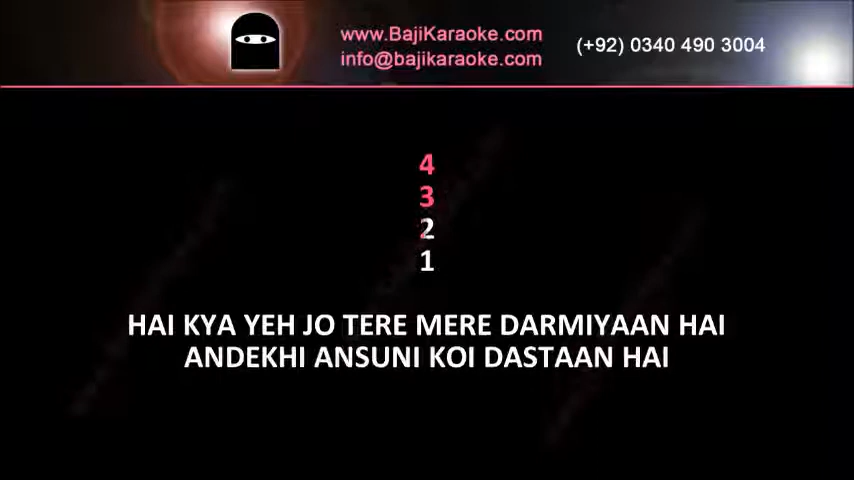 www.BajiKaraoke.com
info@bajikaraoke.com
(+92) 0340 490 3004
4
3
2
1
HAI KYA YEH JO TERE MERE DARMIYAAN HAI
ANDEKHI ANSUNI KOI DASTAAN HAI